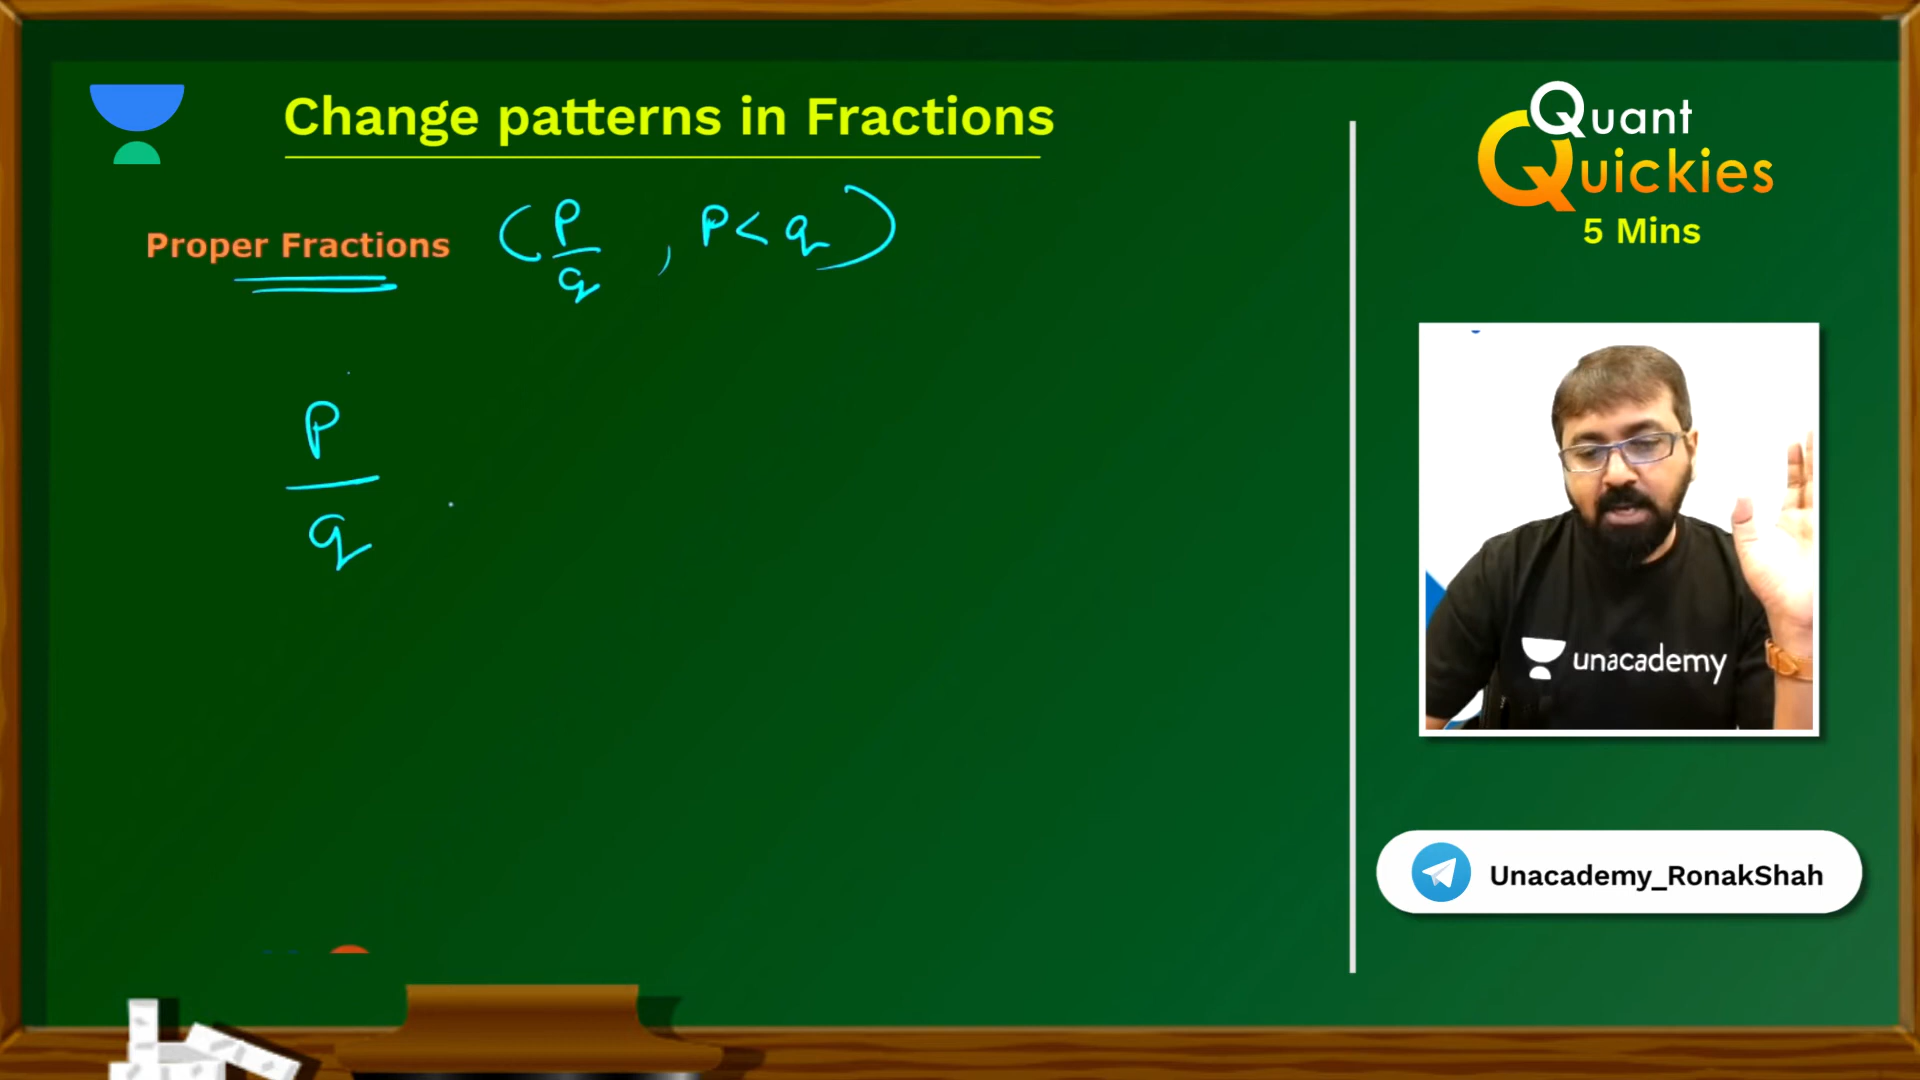 Change patterns in Fractions
Proper Fractions (p/q , p < q)
p/q
Quant
Quickies
5 Mins
unacademy
Unacademy_RonakShah